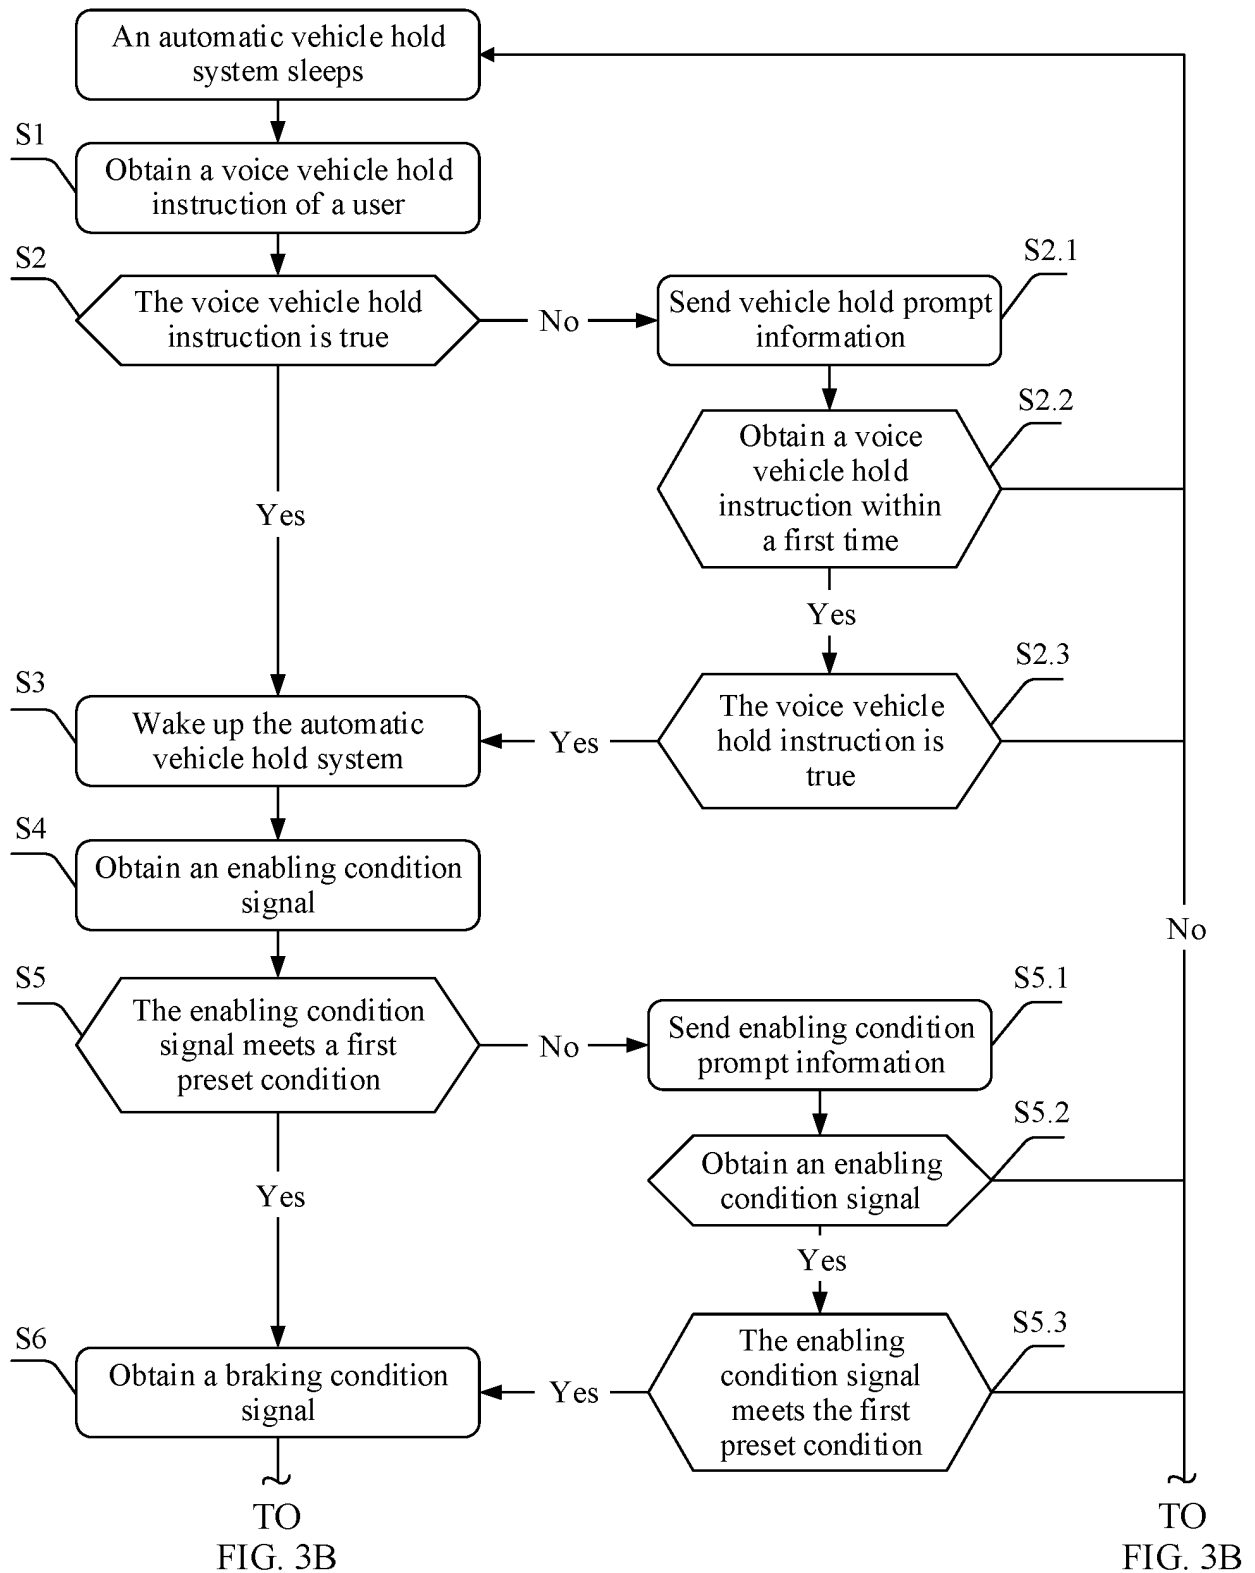 An automatic vehicle hold
system sleeps
S1
Obtain a voice vehicle hold
instruction of a user
S2
The voice vehicle hold
instruction is true
No
S2.1
Send vehicle hold prompt
information
S2.2
Obtain a voice
vehicle hold
instruction within
a first time
Yes
Yes
S2.3
The voice vehicle
hold instruction is
true
Yes
S3
Wake up the automatic
vehicle hold system
S4
Obtain an enabling condition
signal
No
S5
The enabling condition
signal meets a first
preset condition
No
S5.1
Send enabling condition
prompt information
S5.2
Obtain an enabling
condition signal
Yes
Yes
S5.3
The enabling
condition signal
meets the first
preset condition
Yes
S6
Obtain a braking condition
signal
TO
FIG. 3B
TO
FIG. 3B